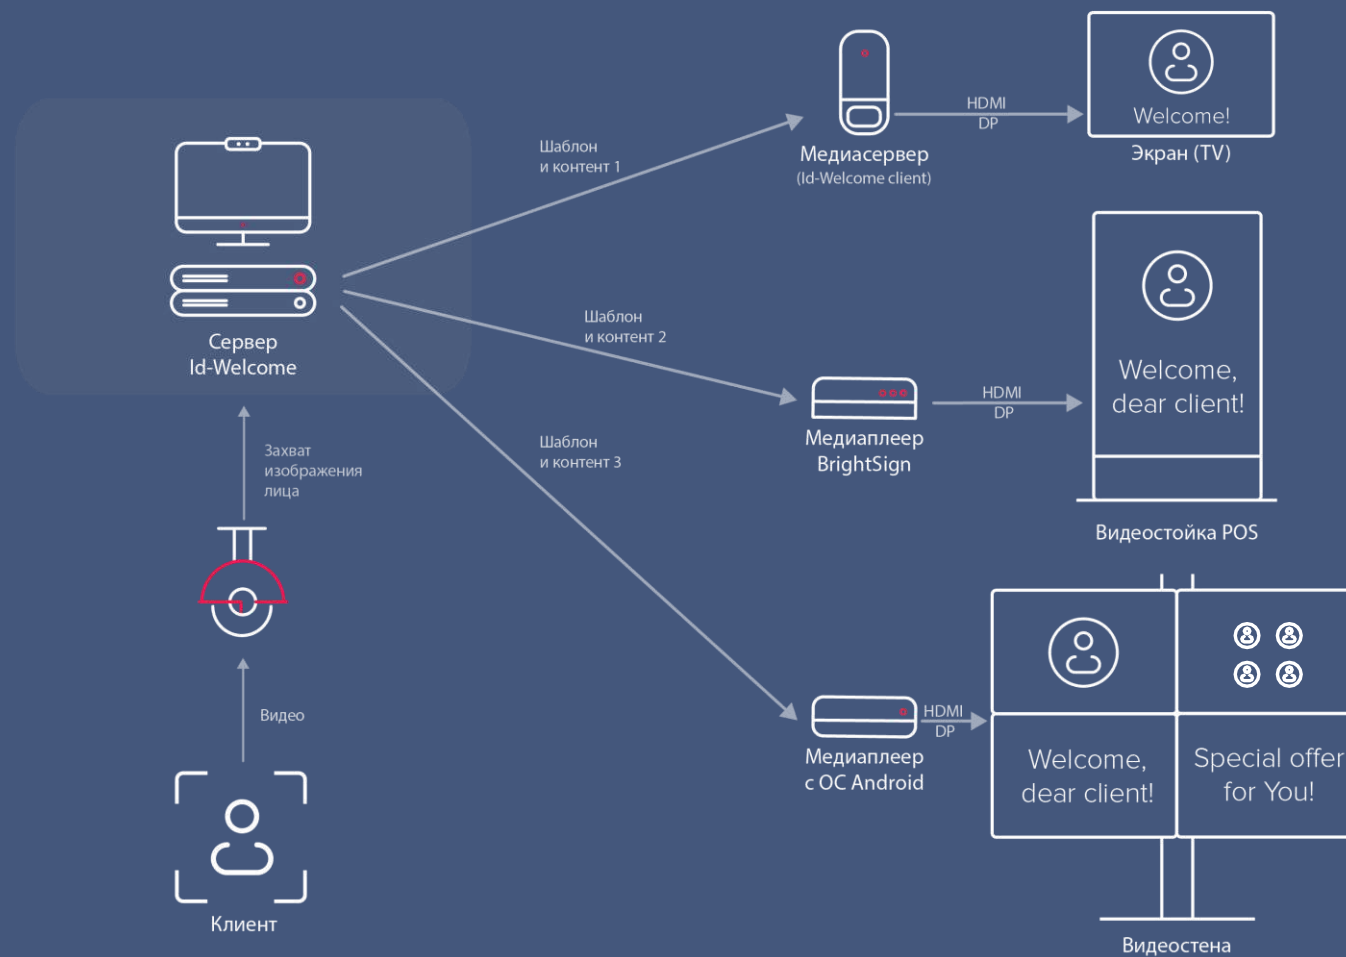 HDMI
DP
Welcome!
Экран (TV)
Медиасервер
(Id-Welcome client)
Шаблон
и контент 1
Сервер
Id-Welcome
Шаблон
и контент 2
HDMI
DP
Медиаплеер
BrightSign
Welcome,
dear client!
Видеостойка POS
Шаблон
и контент 3
Захват
изображения
лица
Видео
Клиент
HDMI
DP
Медиаплеер
с ОС Android
Welcome,
dear client!
Special offer
for You!
Видеостена